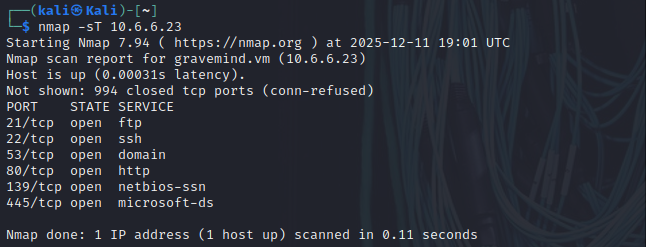 ┌──(kali㉿Kali)-[~]
└─$ nmap -sT 10.6.6.23
Starting Nmap 7.94 ( https://nmap.org ) at 2025-12-11 19:01 UTC
Nmap scan report for gravemind.vm (10.6.6.23)
Host is up (0.00031s latency).
Not shown: 994 closed tcp ports (conn-refused)
PORT    STATE SERVICE
21/tcp  open  ftp
22/tcp  open  ssh
53/tcp  open  domain
80/tcp  open  http
139/tcp open  netbios-ssn
445/tcp open  microsoft-ds
Nmap done: 1 IP address (1 host up) scanned in 0.11 seconds